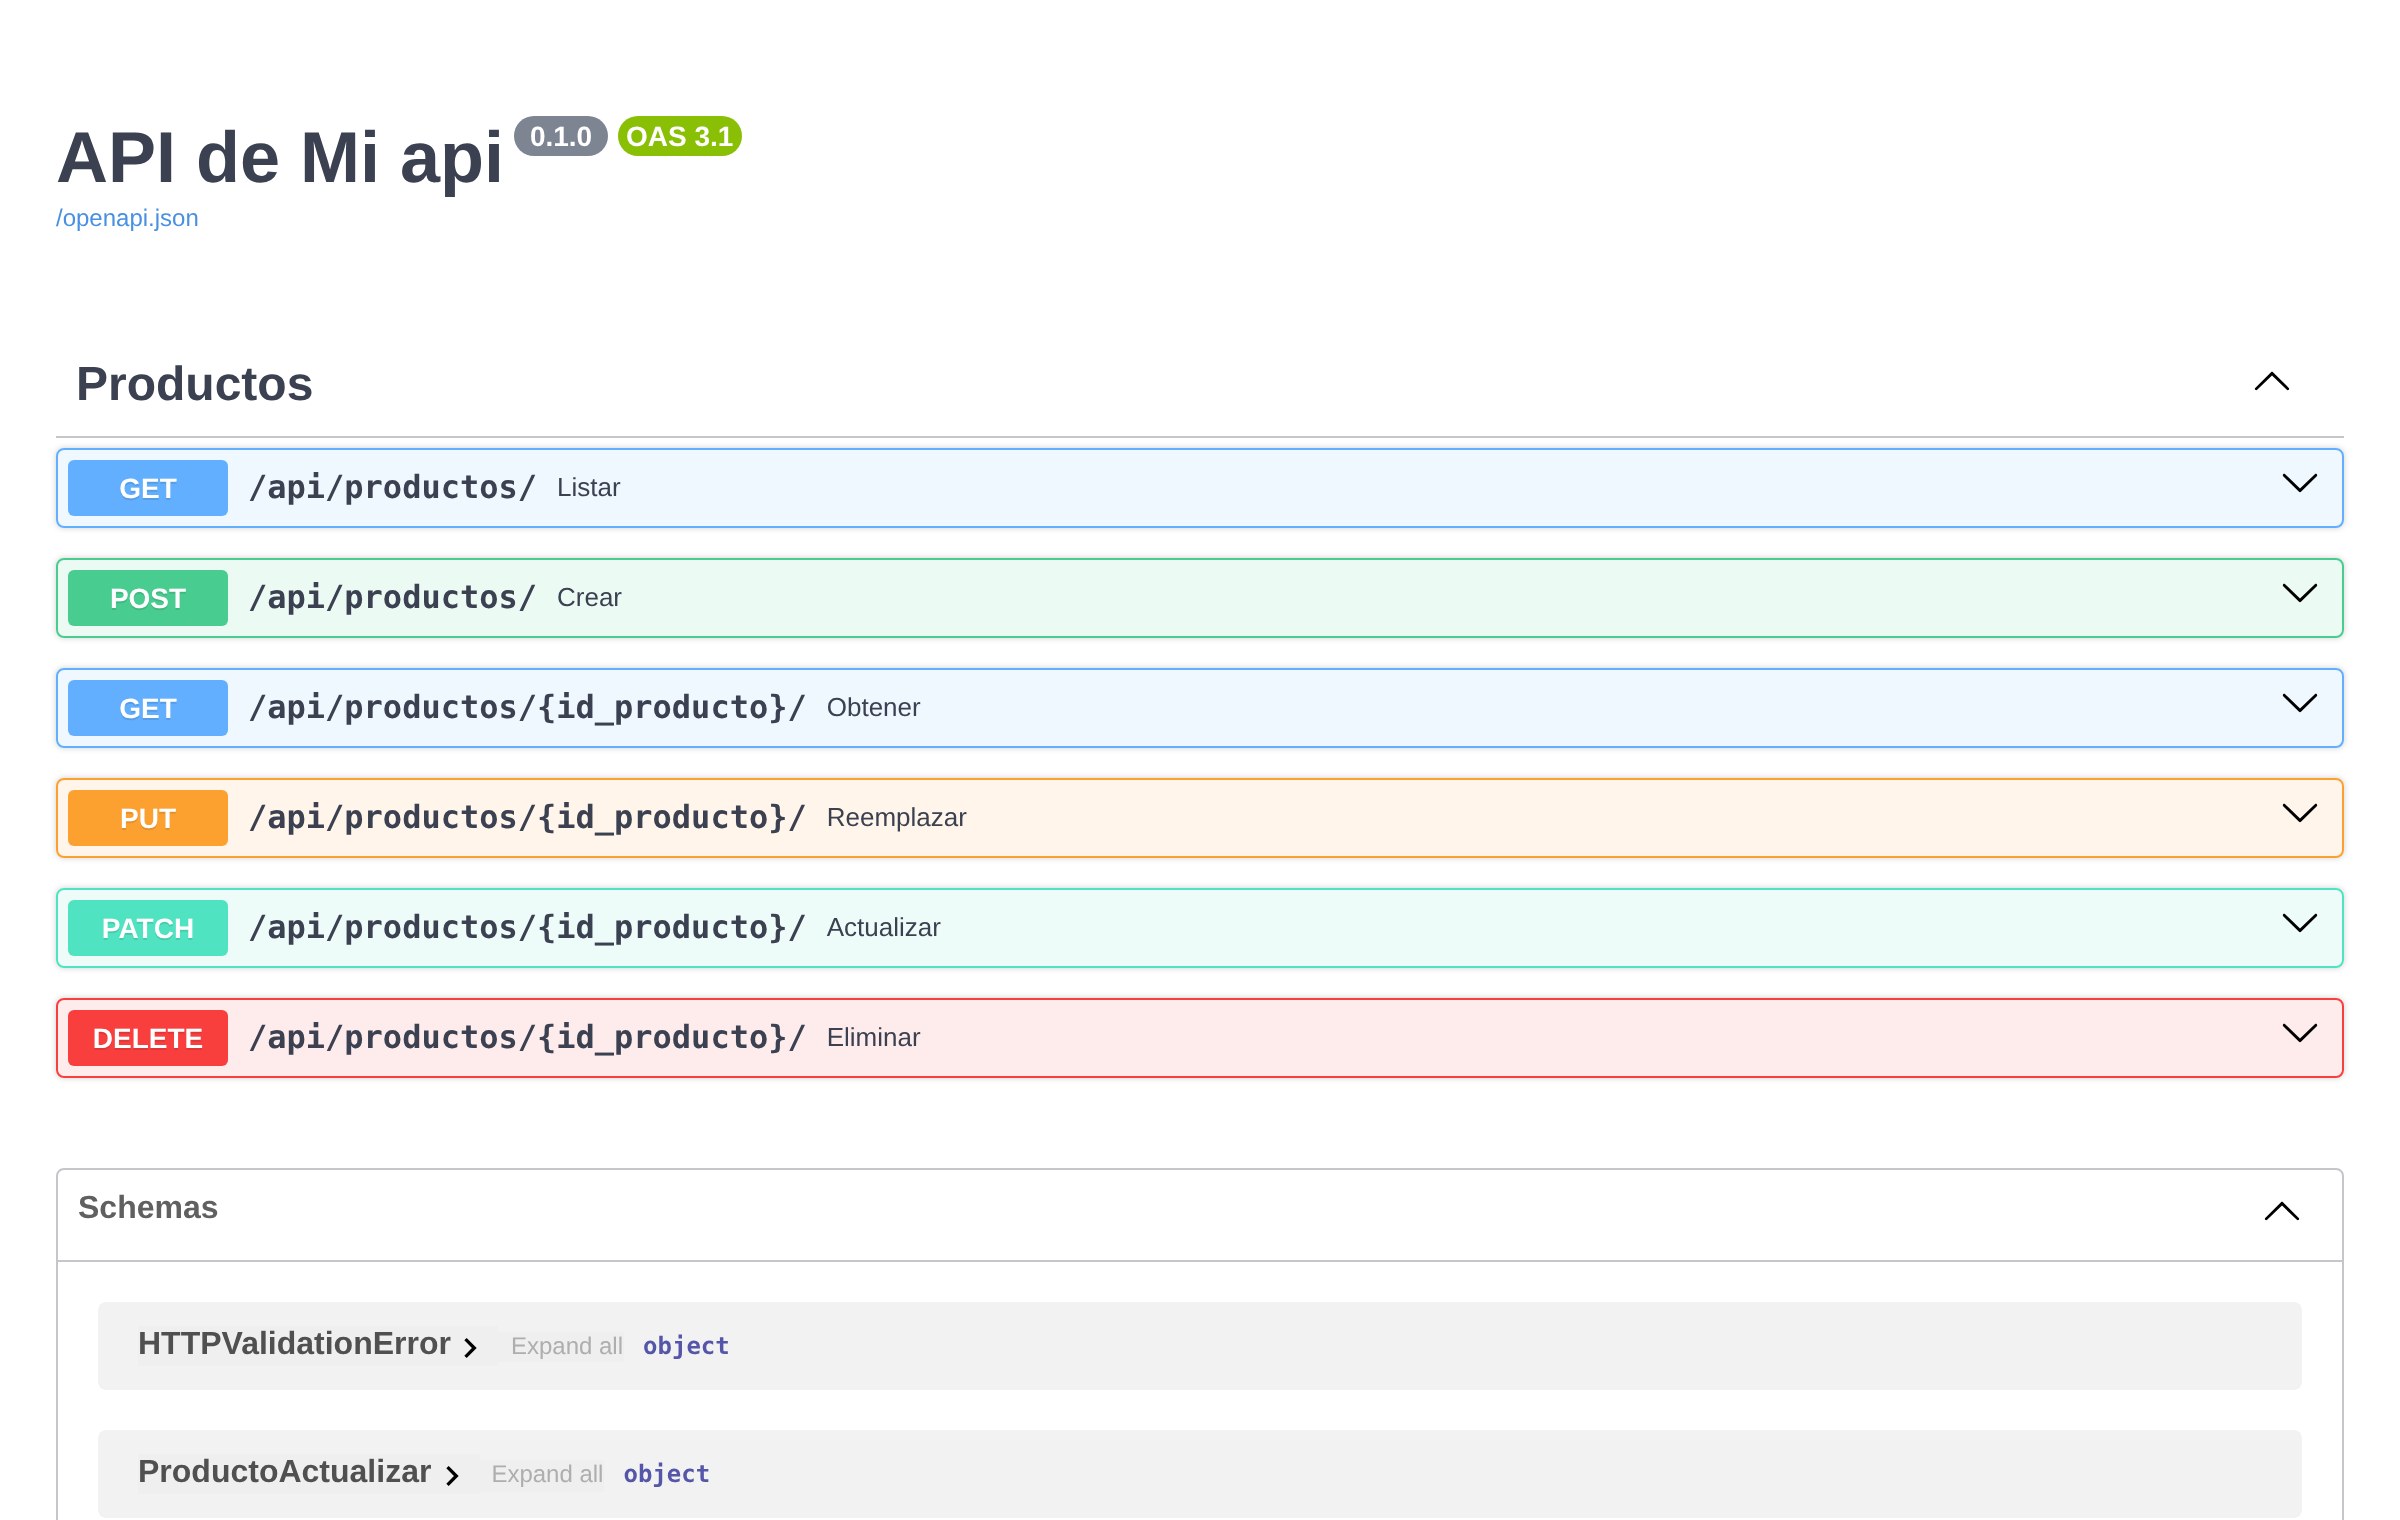 API de Mi api 0.1.0 OAS 3.1
/openapi.json
Productos
GET /api/productos/ Listar
POST /api/productos/ Crear
GET /api/productos/{id_producto}/ Obtener
PUT /api/productos/{id_producto}/ Reemplazar
PATCH /api/productos/{id_producto}/ Actualizar
DELETE /api/productos/{id_producto}/ Eliminar
Schemas
HTTPValidationError Expand all object
ProductoActualizar Expand all object